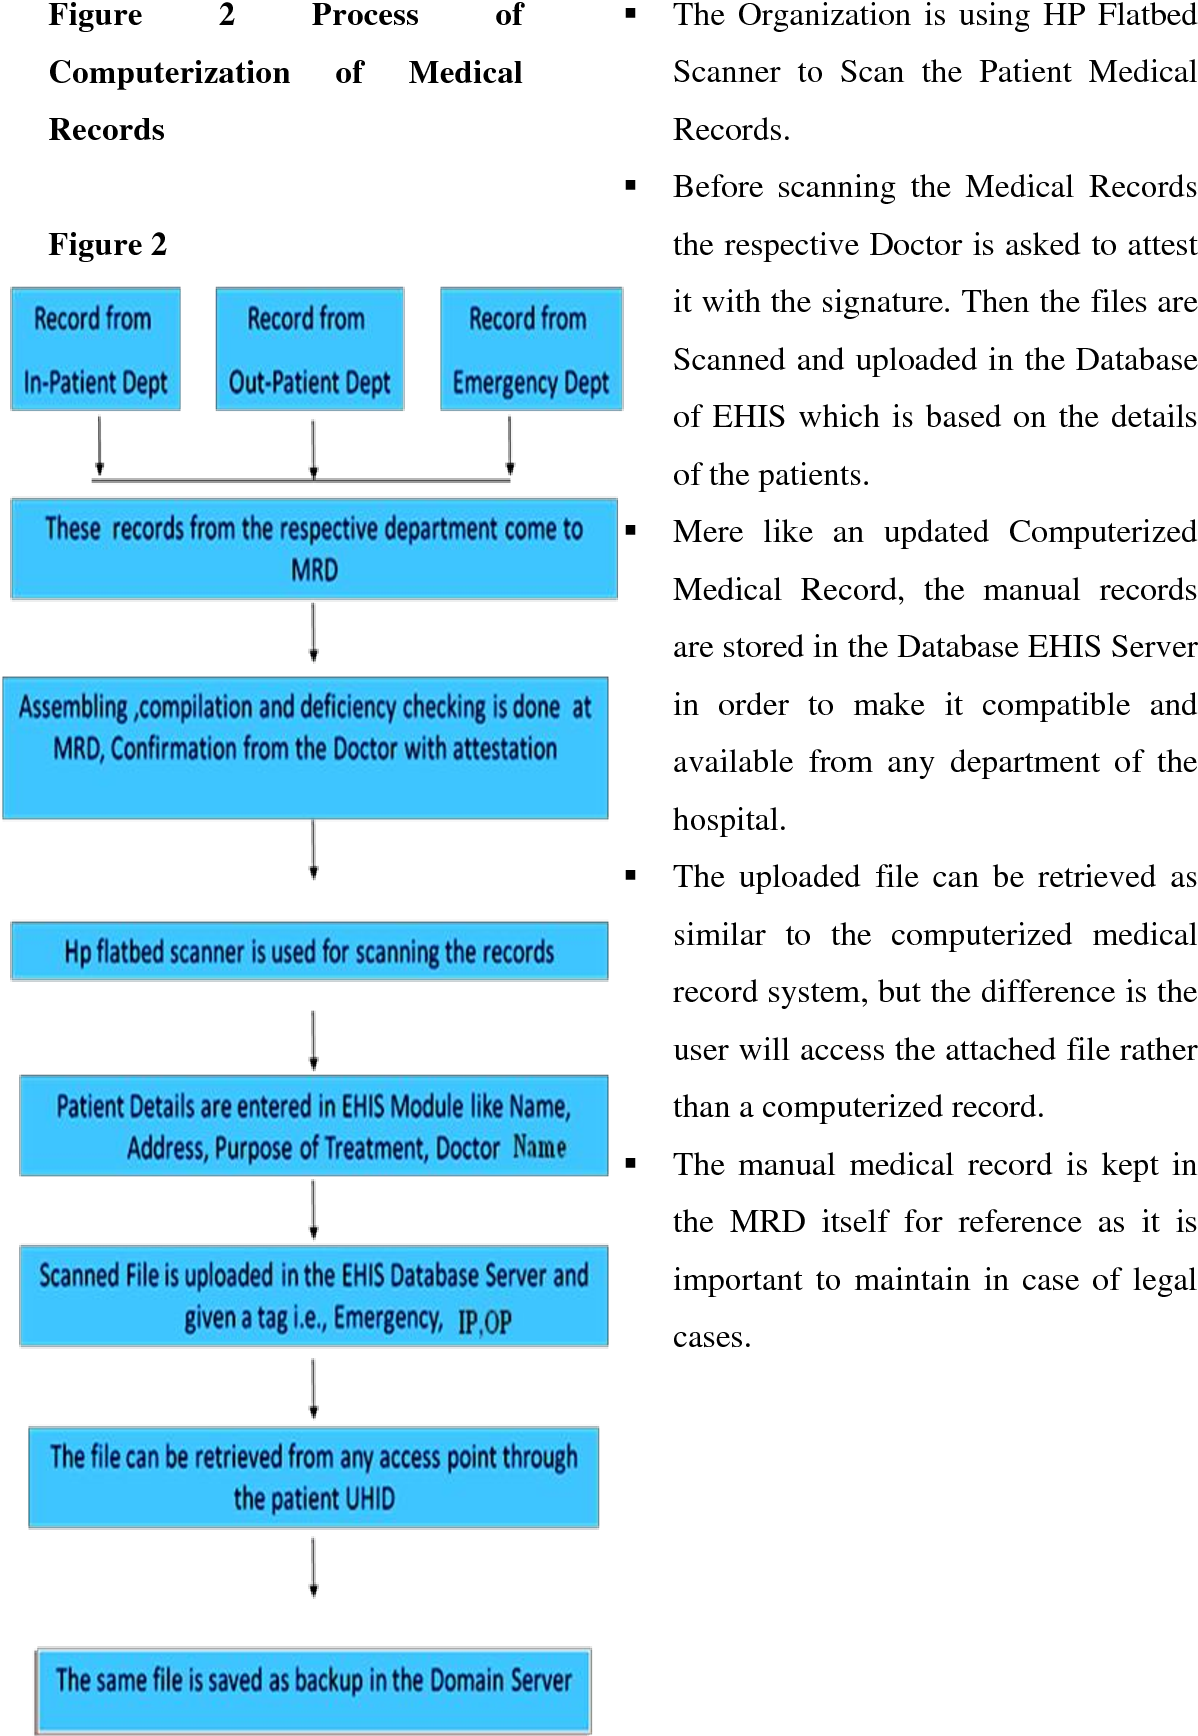 Figure 2 Process of
Computerization of Medical
Records
Figure 2
Record from
In-Patient Dept
Record from
Out-Patient Dept
Record from
Emergency Dept
These records from the respective department come to
MRD
Assembling ,compilation and deficiency checking is done at
MRD, Confirmation from the Doctor with attestation
Hp flatbed scanner is used for scanning the records
Patient Details are entered in EHIS Module like Name,
Address, Purpose of Treatment, Doctor Name
Scanned File is uploaded in the EHIS Database Server and
given a tag i.e., Emergency, IP,OP
The file can be retrieved from any access point through
the patient UHID
The same file is saved as backup in the Domain Server
▪ The Organization is using HP Flatbed
Scanner to Scan the Patient Medical
Records.
▪ Before scanning the Medical Records
the respective Doctor is asked to attest
it with the signature. Then the files are
Scanned and uploaded in the Database
of EHIS which is based on the details
of the patients.
▪ Mere like an updated Computerized
Medical Record, the manual records
are stored in the Database EHIS Server
in order to make it compatible and
available from any department of the
hospital.
▪ The uploaded file can be retrieved as
similar to the computerized medical
record system, but the difference is the
user will access the attached file rather
than a computerized record.
▪ The manual medical record is kept in
the MRD itself for reference as it is
important to maintain in case of legal
cases.